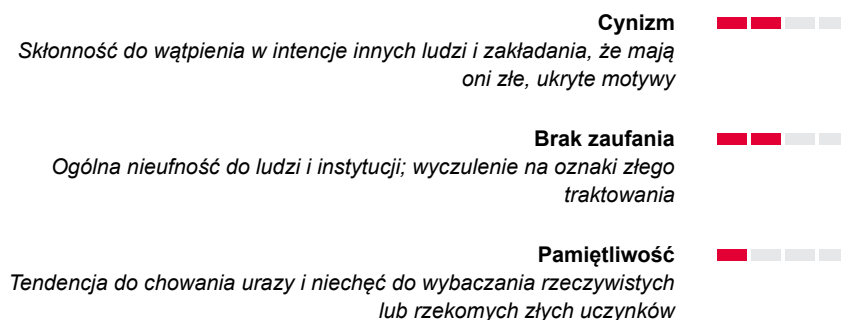 Cynizm
Skłonność do wątpienia w intencje innych ludzi i zakładania, że mają
oni złe, ukryte motywy
Brak zaufania
Ogólna nieufność do ludzi i instytucji; wyczulenie na oznaki złego
traktowania
Pamiętliwość
Tendencja do chowania urazy i niechęć do wybaczania rzeczywistych
lub rzekomych złych uczynków